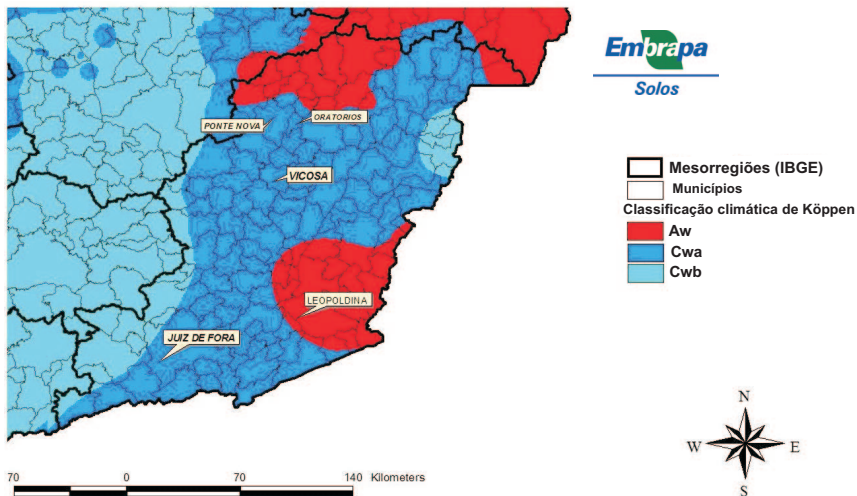 Embrapa
Solos
PONTE NOVA
ORATORIOS
VICOSA
LEOPOLDINA
JUIZ DE FORA
Mesorregiões (IBGE)
Municípios
Classificação climática de Köppen
Aw
Cwa
Cwb
N
W E
S
70 0 70 140 Kilometers